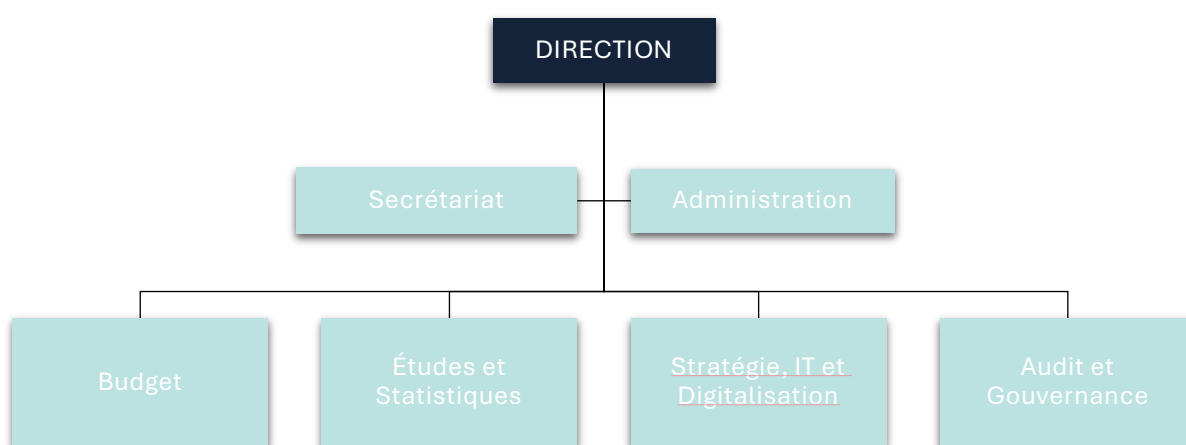 DIRECTION
Secrétariat
Administration
Budget
Études et
Statistiques
Stratégie, IT et
Digitalisation
Audit et
Gouvernance